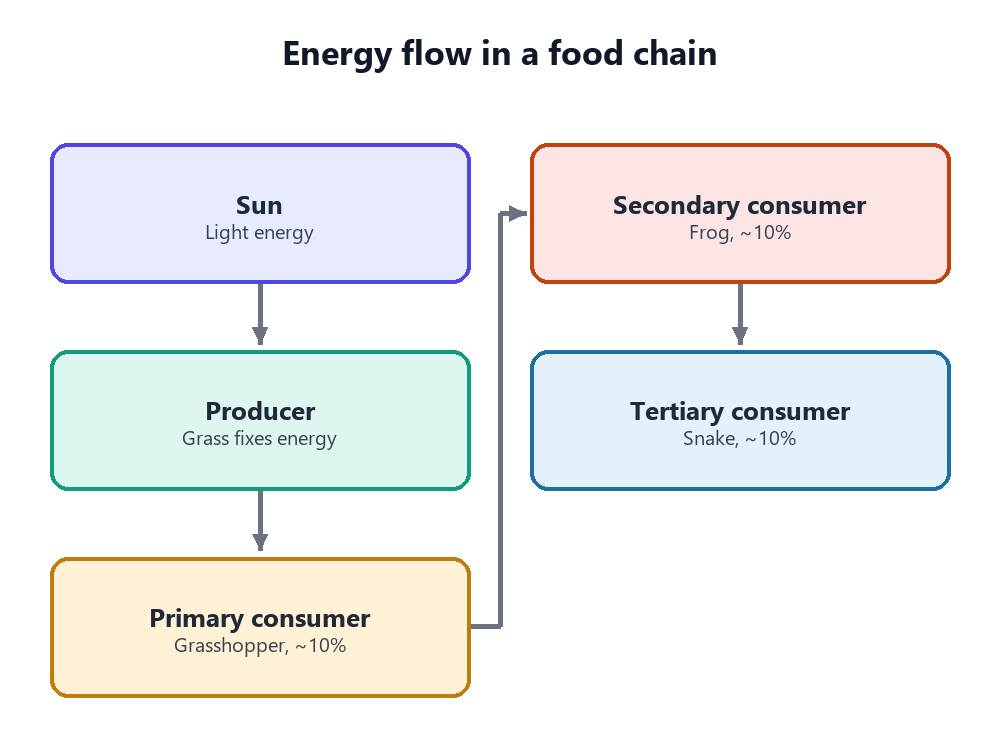 Energy flow in a food chain
Sun
Light energy
Producer
Grass fixes energy
Primary consumer
Grasshopper, ~10%
Secondary consumer
Frog, ~10%
Tertiary consumer
Snake, ~10%